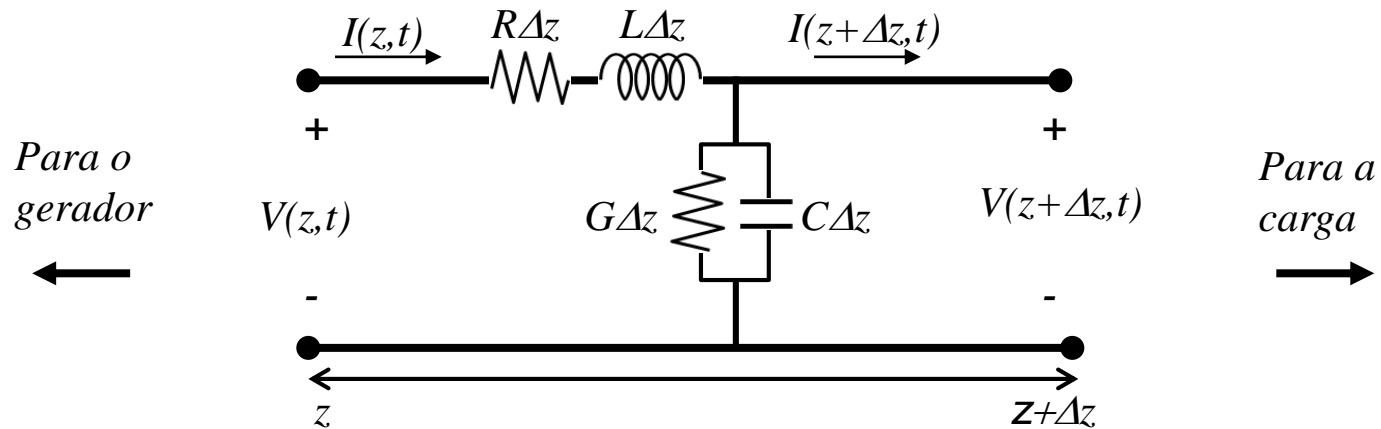 I(z,t)
RΔz
LΔz
I(z+Δz,t)
+
+
Para o
gerador
V(z,t)
GΔz
CΔz
V(z+Δz,t)
Para a
carga
-
-
z
z+Δz